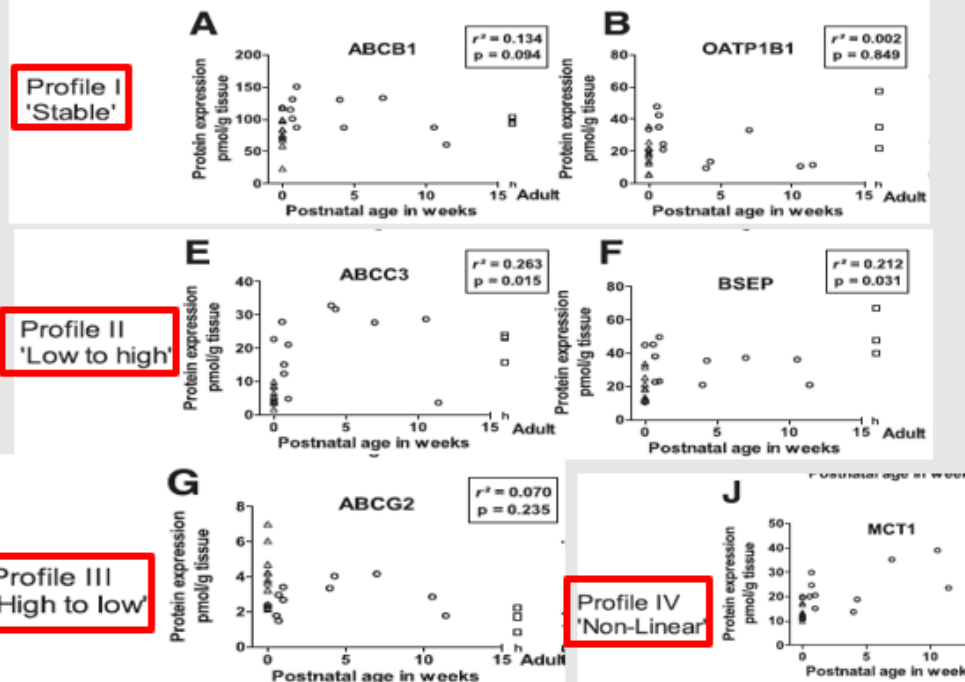 A
B
ABCB1
r² = 0.134
p = 0.094
OATP1B1
r² = 0.002
p = 0.849
Profile I
'Stable'
Protein expression
pmol/g tissue
200
150
100
50
0
0 5 10 15 h Adult
Postnatal age in weeks
Protein expression
pmol/g tissue
80
60
40
20
0
0 5 10 15 h Adult
Postnatal age in weeks
E
F
ABCC3
r² = 0.263
p = 0.015
BSEP
r² = 0.212
p = 0.031
Profile II
'Low to high'
Protein expression
pmol/g tissue
40
30
20
10
0
0 5 10 15 h Adult
Postnatal age in weeks
Protein expression
pmol/g tissue
80
60
40
20
0
0 5 10 15 h Adult
Postnatal age in weeks
G
ABCG2
r² = 0.070
p = 0.235
Profile III
High to low'
Protein expression
pmol/g tissue
8
6
4
2
0
0 5 10 15 h Adult
Postnatal age in weeks
Postnatal age in week
J
MCT1
Profile IV
'Non-Linear'
Protein expression
pmol/g tissue
50
40
30
20
10
0
0 5 10
Postnatal age in week